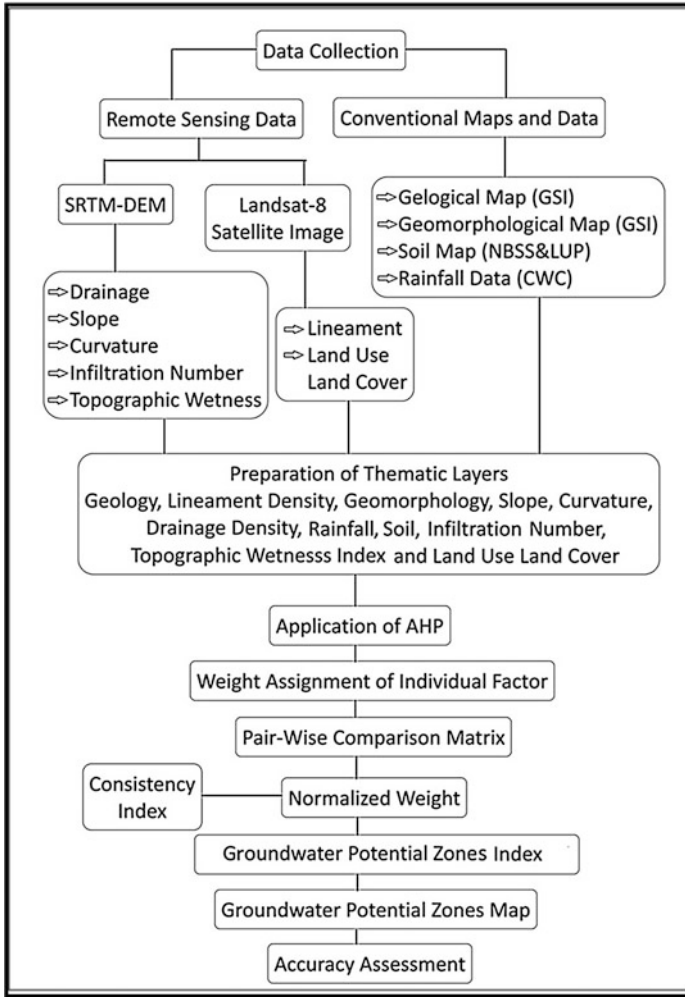 Data Collection
Remote Sensing Data
Conventional Maps and Data
SRTM-DEM
Landsat-8
Satellite Image
⇨Gelogical Map (GSI)
⇨Geomorphological Map (GSI)
⇨Soil Map (NBSS&LUP)
⇨Rainfall Data (CWC)
⇨Drainage
⇨Slope
⇨Curvature
⇨Infiltration Number
⇨Topographic Wetness
⇨Lineament
⇨Land Use
Land Cover
Preparation of Thematic Layers
Geology, Lineament Density, Geomorphology, Slope, Curvature,
Drainage Density, Rainfall, Soil, Infiltration Number,
Topographic Wetnesss Index and Land Use Land Cover
Application of AHP
Weight Assignment of Individual Factor
Pair-Wise Comparison Matrix
Consistency
Index
Normalized Weight
Groundwater Potential Zones Index
Groundwater Potential Zones Map
Accuracy Assessment